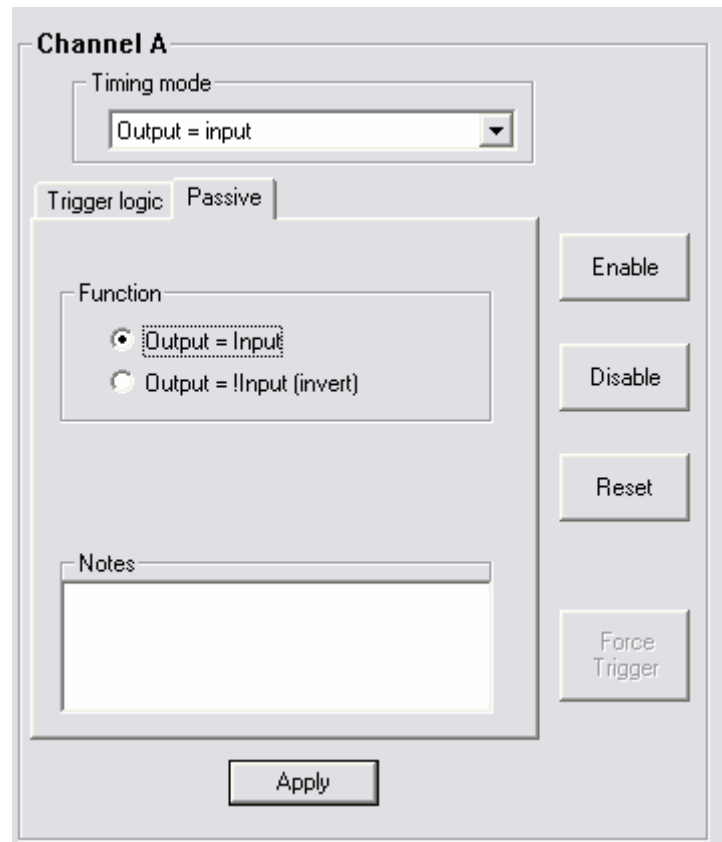 Channel A
Timing mode
Output = input
Trigger logic
Passive
Function
Output = Input
Output = !Input (invert)
Notes
Enable
Disable
Reset
Force
Trigger
Apply